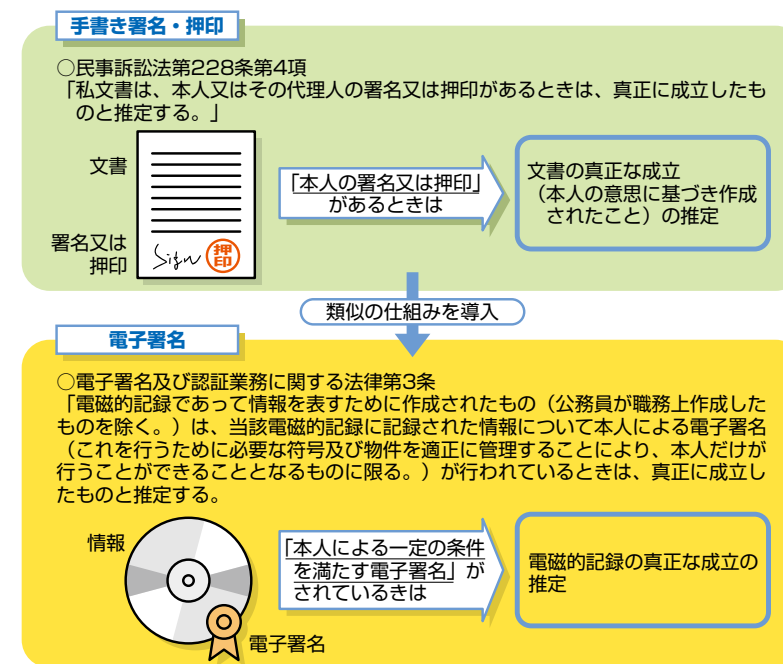 手書き署名・押印
○民事訴訟法第228条第4項
「私文書は、本人又はその代理人の署名又は押印があるときは、真正に成立したも
のと推定する。」
文書
署名又は
押印
Sign
押印
「本人の署名又は押印」
があるときは
文書の真正な成立
（本人の意思に基づき作成
されたこと）の推定
類似の仕組みを導入
電子署名
○電子署名及び認証業務に関する法律第3条
「電磁的記録であって情報を表すために作成されたもの（公務員が職務上作成した
ものを除く。）は、当該電磁的記録に記録された情報について本人による電子署名
（これを行うために必要な符号及び物件を適正に管理することにより、本人だけが
行うことができることとなるものに限る。）が行われているときは、真正に成立し
たものと推定する。
情報
電子署名
「本人による一定の条件
を満たす電子署名」が
されているきは
電磁的記録の真正な成立の
推定